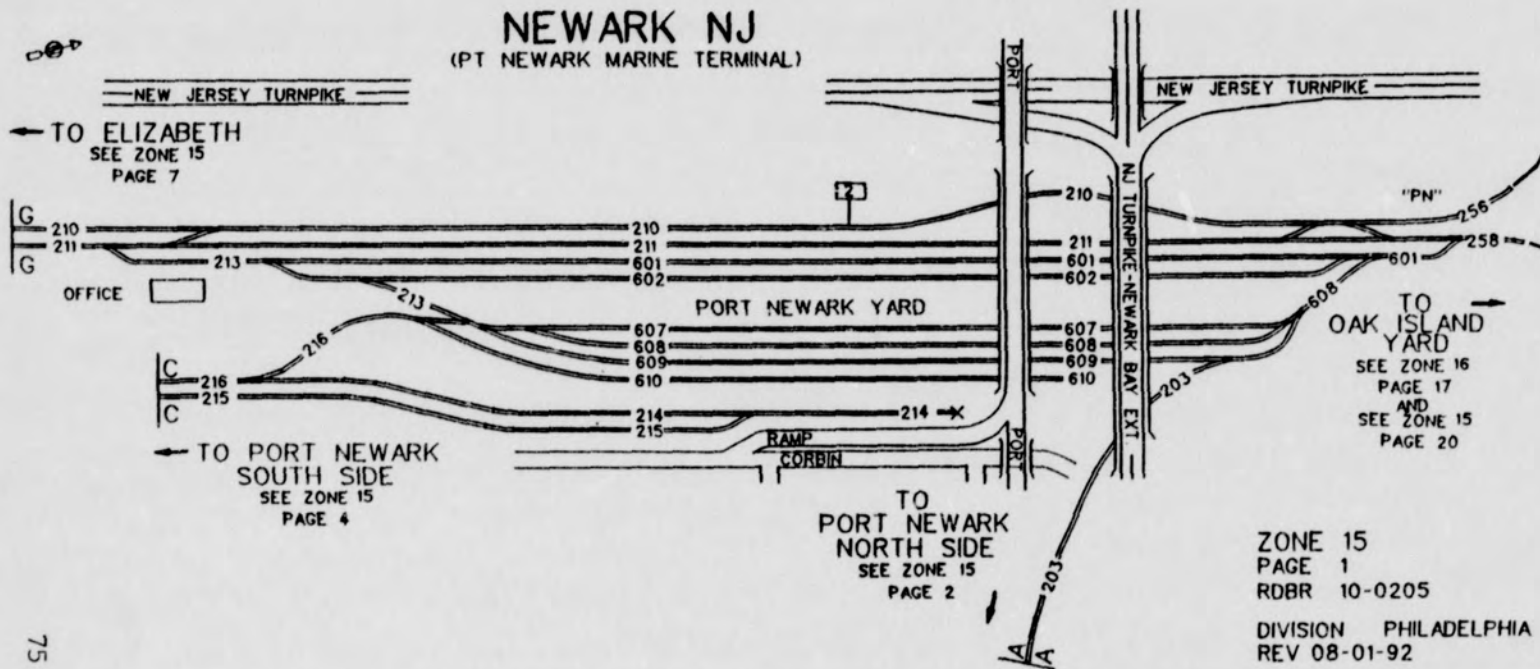 NEWARK NJ
(PT NEWARK MARINE TERMINAL)
NEW JERSEY TURNPIKE
PORT
NEW JERSEY TURNPIKE
← TO ELIZABETH
SEE ZONE 15
PAGE 7
NJ TURNPIKE-NEWARK BAY EXT.
2
"PN"
G
210
210
210
256
211
211
211
258
G
213
601
601
601
OFFICE
602
602
213
PORT NEWARK YARD
608
TO →
OAK ISLAND
YARD
SEE ZONE 16
PAGE 17
AND
SEE ZONE 15
PAGE 20
216
607
607
608
608
609
609
C
216
610
610
203
215
C
214
214
215
RAMP
CORBIN
PORT
← TO PORT NEWARK
SOUTH SIDE
SEE ZONE 15
PAGE 4
TO
PORT NEWARK
NORTH SIDE
SEE ZONE 15
PAGE 2
203
A
A
ZONE 15
PAGE 1
RDBR 10-0205
DIVISION PHILADELPHIA
REV 08-01-92
75